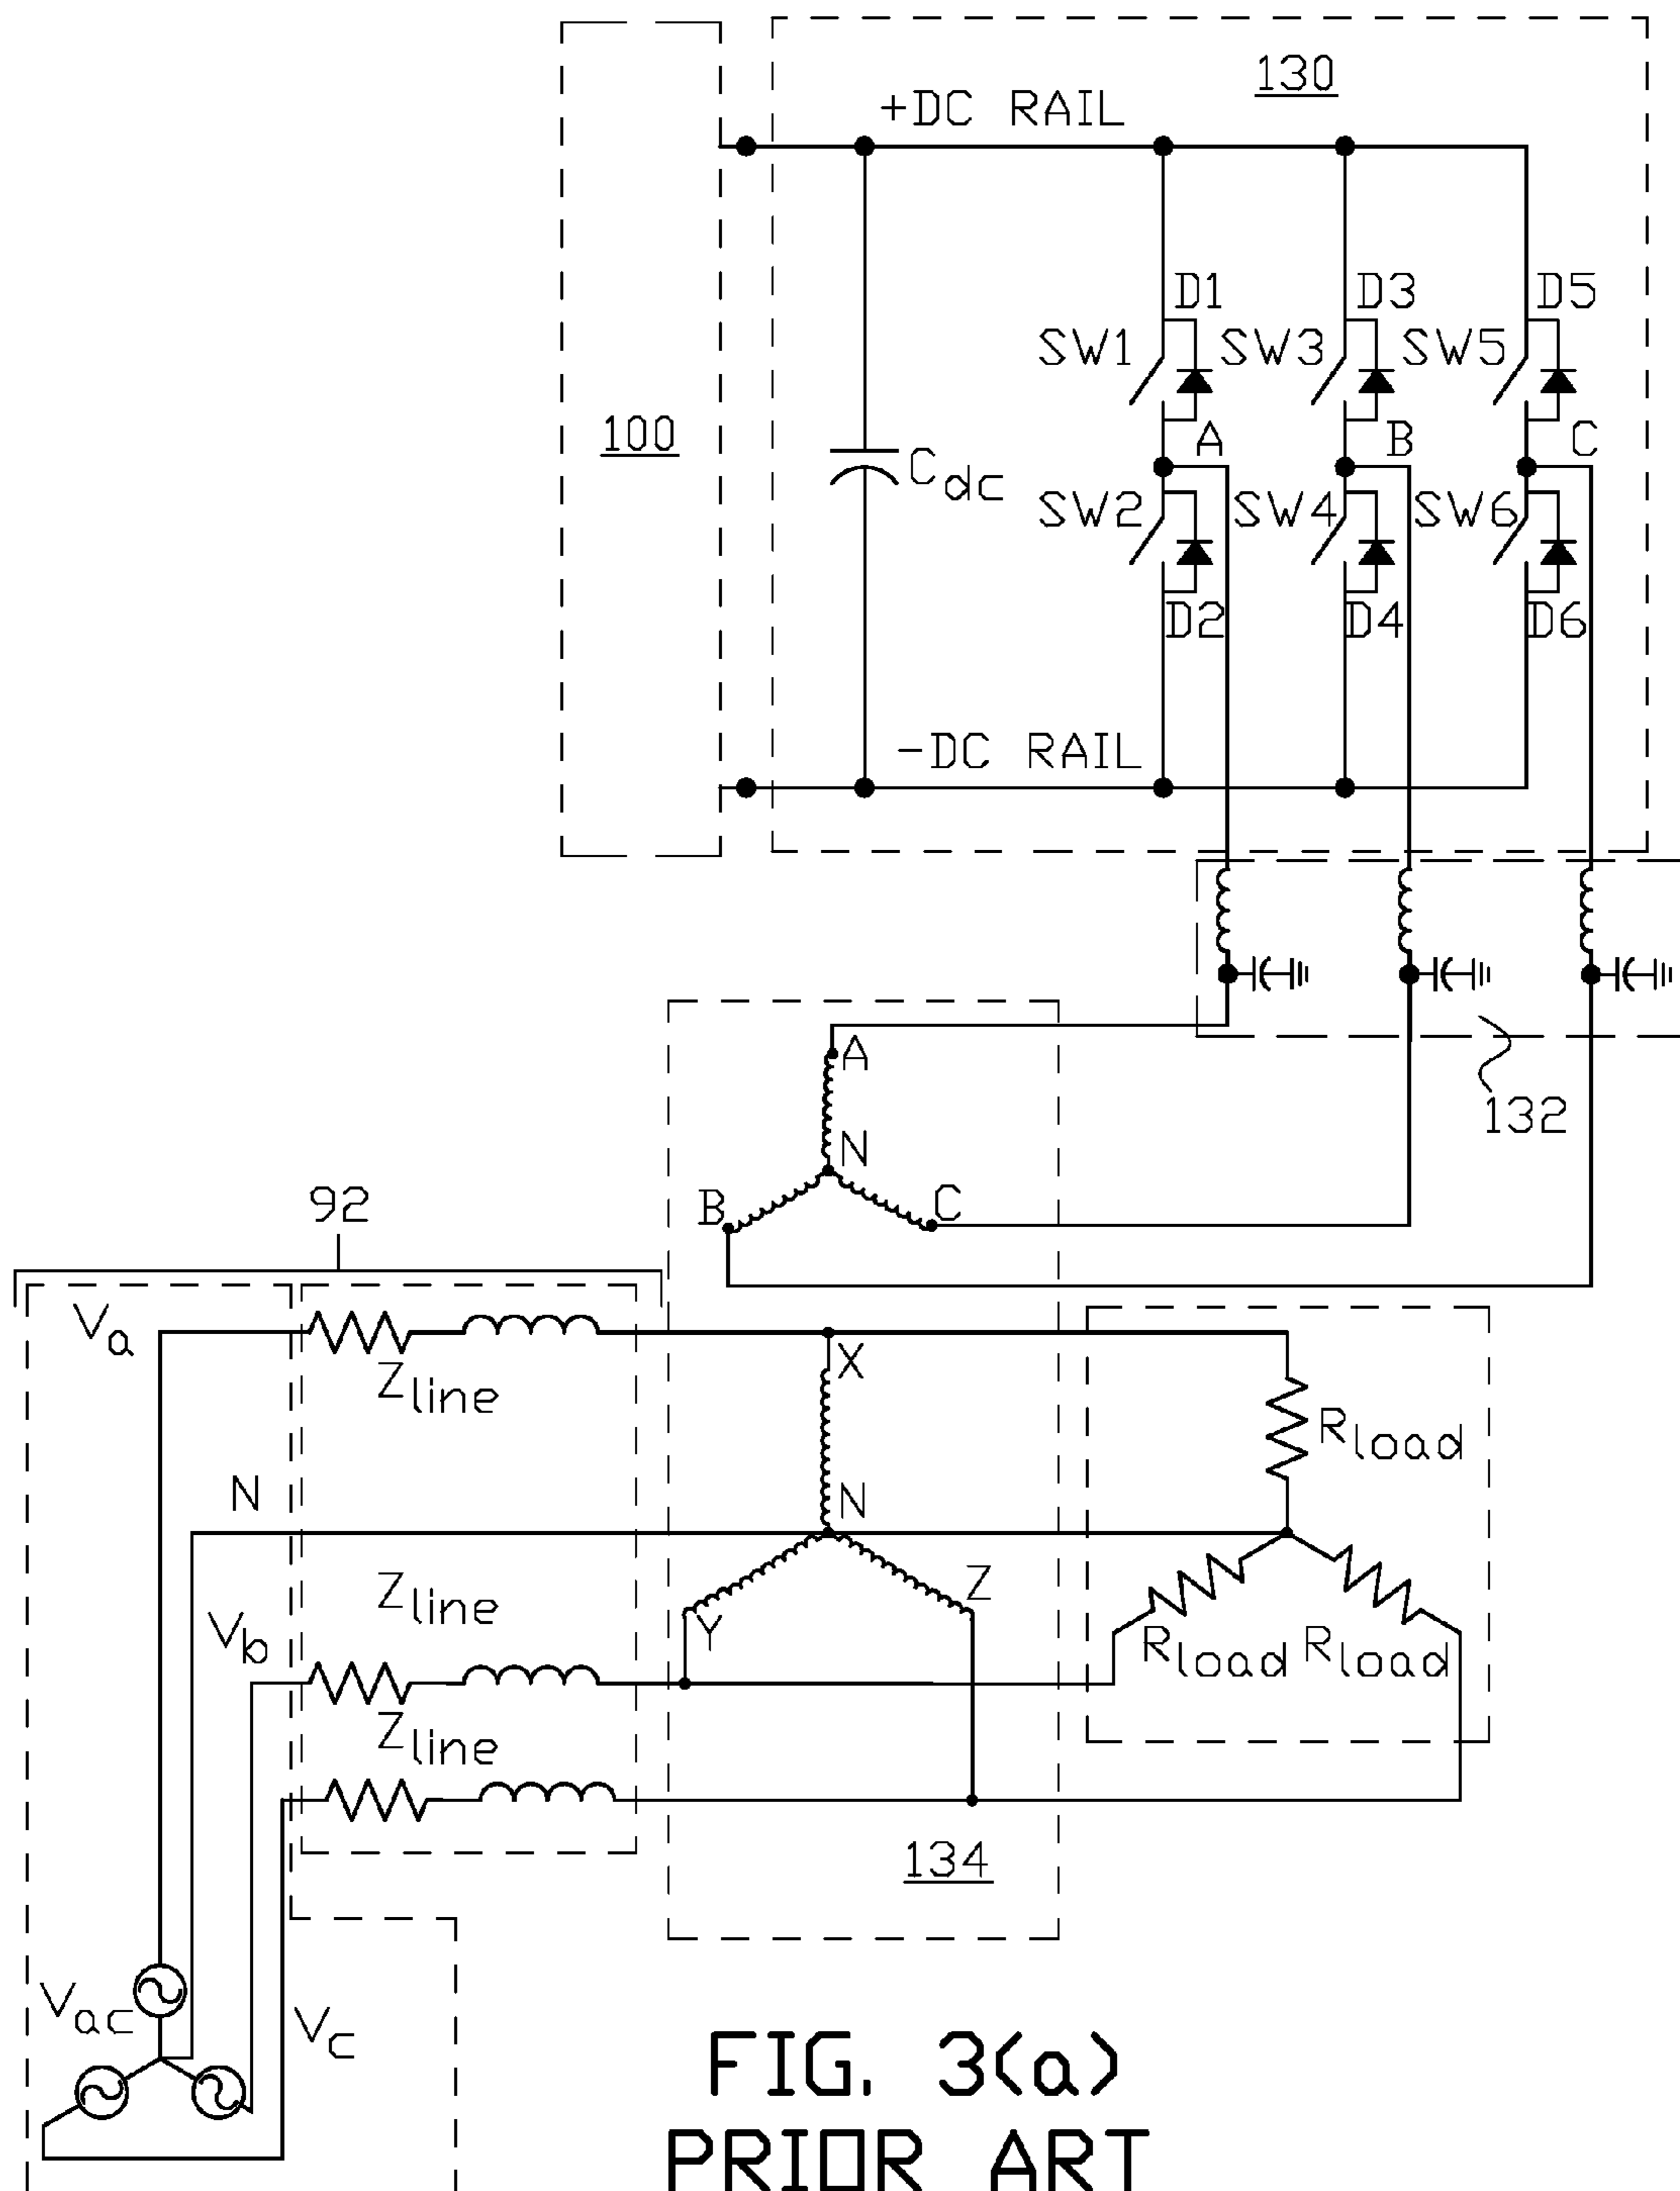 130
+DC RAIL
D1 D3 D5
SW1 SW3 SW5
100
A B C
Cdc
SW2 SW4 SW6
D2 D4 D6
-DC RAIL
A
132
N
B C
92
Va
X
Zline
Rload
N N
Z
Zline
Vb Y
Rload Rload
Zline
134
Vac
Vc
FIG. 3(a)
PRIOR ART